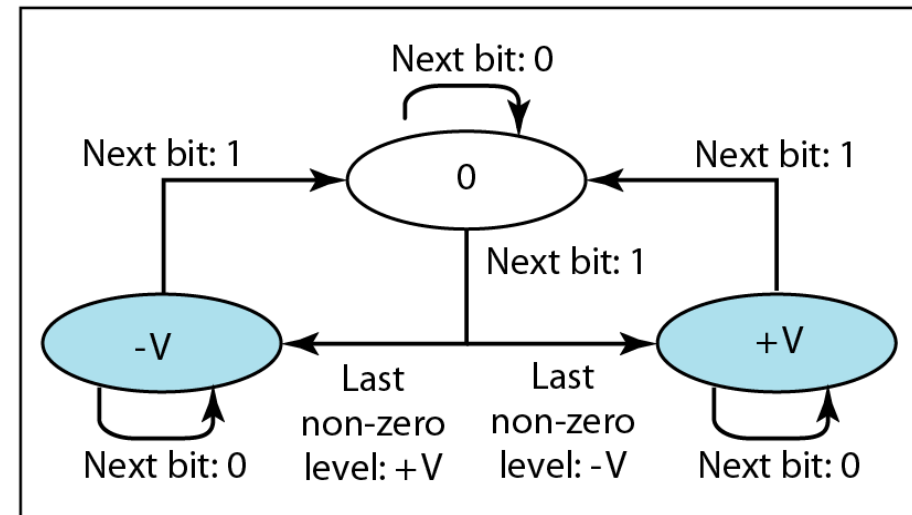 Next bit: 0
Next bit: 1
Next bit: 1
0
Next bit: 1
-V
+V
Last
non-zero
level: +V
Last
non-zero
level: -V
Next bit: 0
Next bit: 0